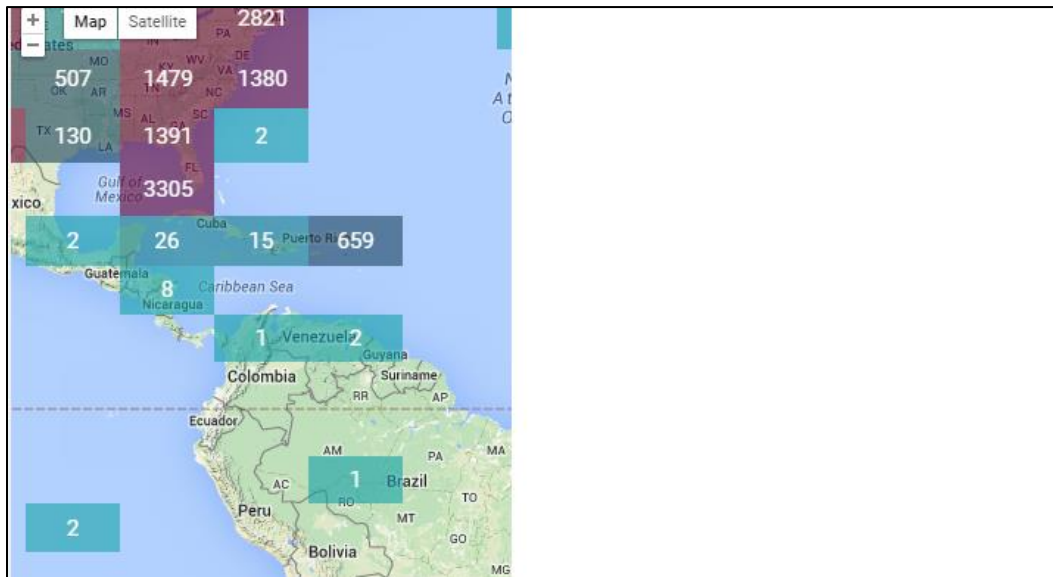 +
Map Satellite
2821
−
IN PA
MO KY WV VA DE
507 1479 1380
OK AR TN NC
MS AL GA SC
TX 130 1391 2
LA
FL
Gulf of
Mexico 3305
xico
Cuba
2 26 15 Puerto Ri 659
Guatemala
8 Caribbean Sea
Nicaragua
1 Venezuela 2
Guyana
Colombia Suriname
RR AP
Ecuador
AM PA MA
AC 1 Brazil
RO TO
Peru MT
2
GO
Bolivia
MG